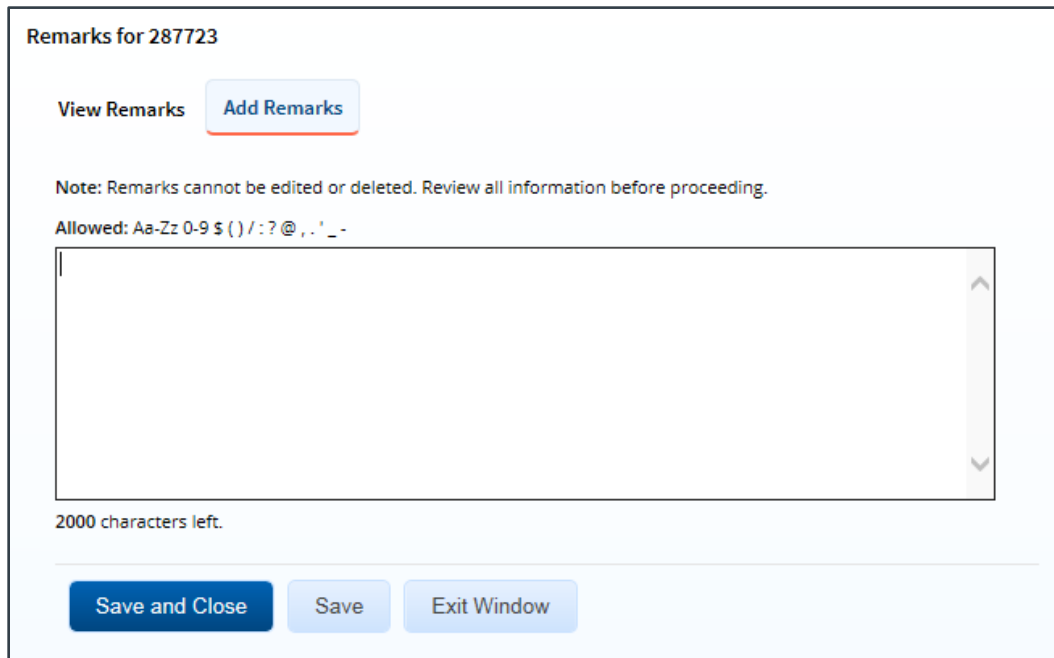 Remarks for 287723
View Remarks Add Remarks
Note: Remarks cannot be edited or deleted. Review all information before proceeding.
Allowed: Aa-Zz 0-9 $ ( ) / : ? @ , . ' _ -
2000 characters left.
Save and Close Save Exit Window